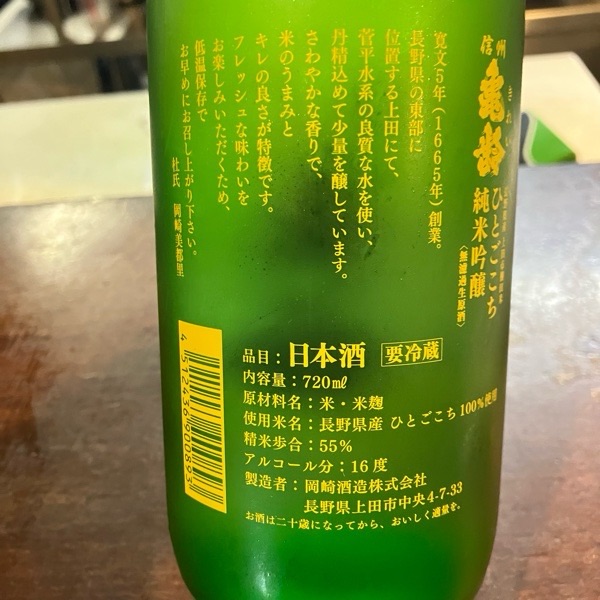 信州
亀齢
きれい
ひとごこち
純米吟醸
〈無濾過生原酒〉
寛文5年(1665年)創業。
長野県の東部に
位置する上田にて、
菅平水系の良質な水を使い、
丹精込めて少量を醸しています。
さわやかな香りで、
米のうまみと
キレの良さが特徴です。
フレッシュな味わいを
お楽しみいただくため、
低温保存で
お早めにお召し上がり下さい。
杜氏 岡崎美都里
品目:日本酒 要冷蔵
内容量:720㎖
原材料名:米・米麹
使用米名:長野県産 ひとごこち100%使用
精米歩合:55%
アルコール分:16度
製造者:岡崎酒造株式会社
長野県上田市中央4-7-33
お酒は二十歳になってから、おいしく適量を。
4512436900893